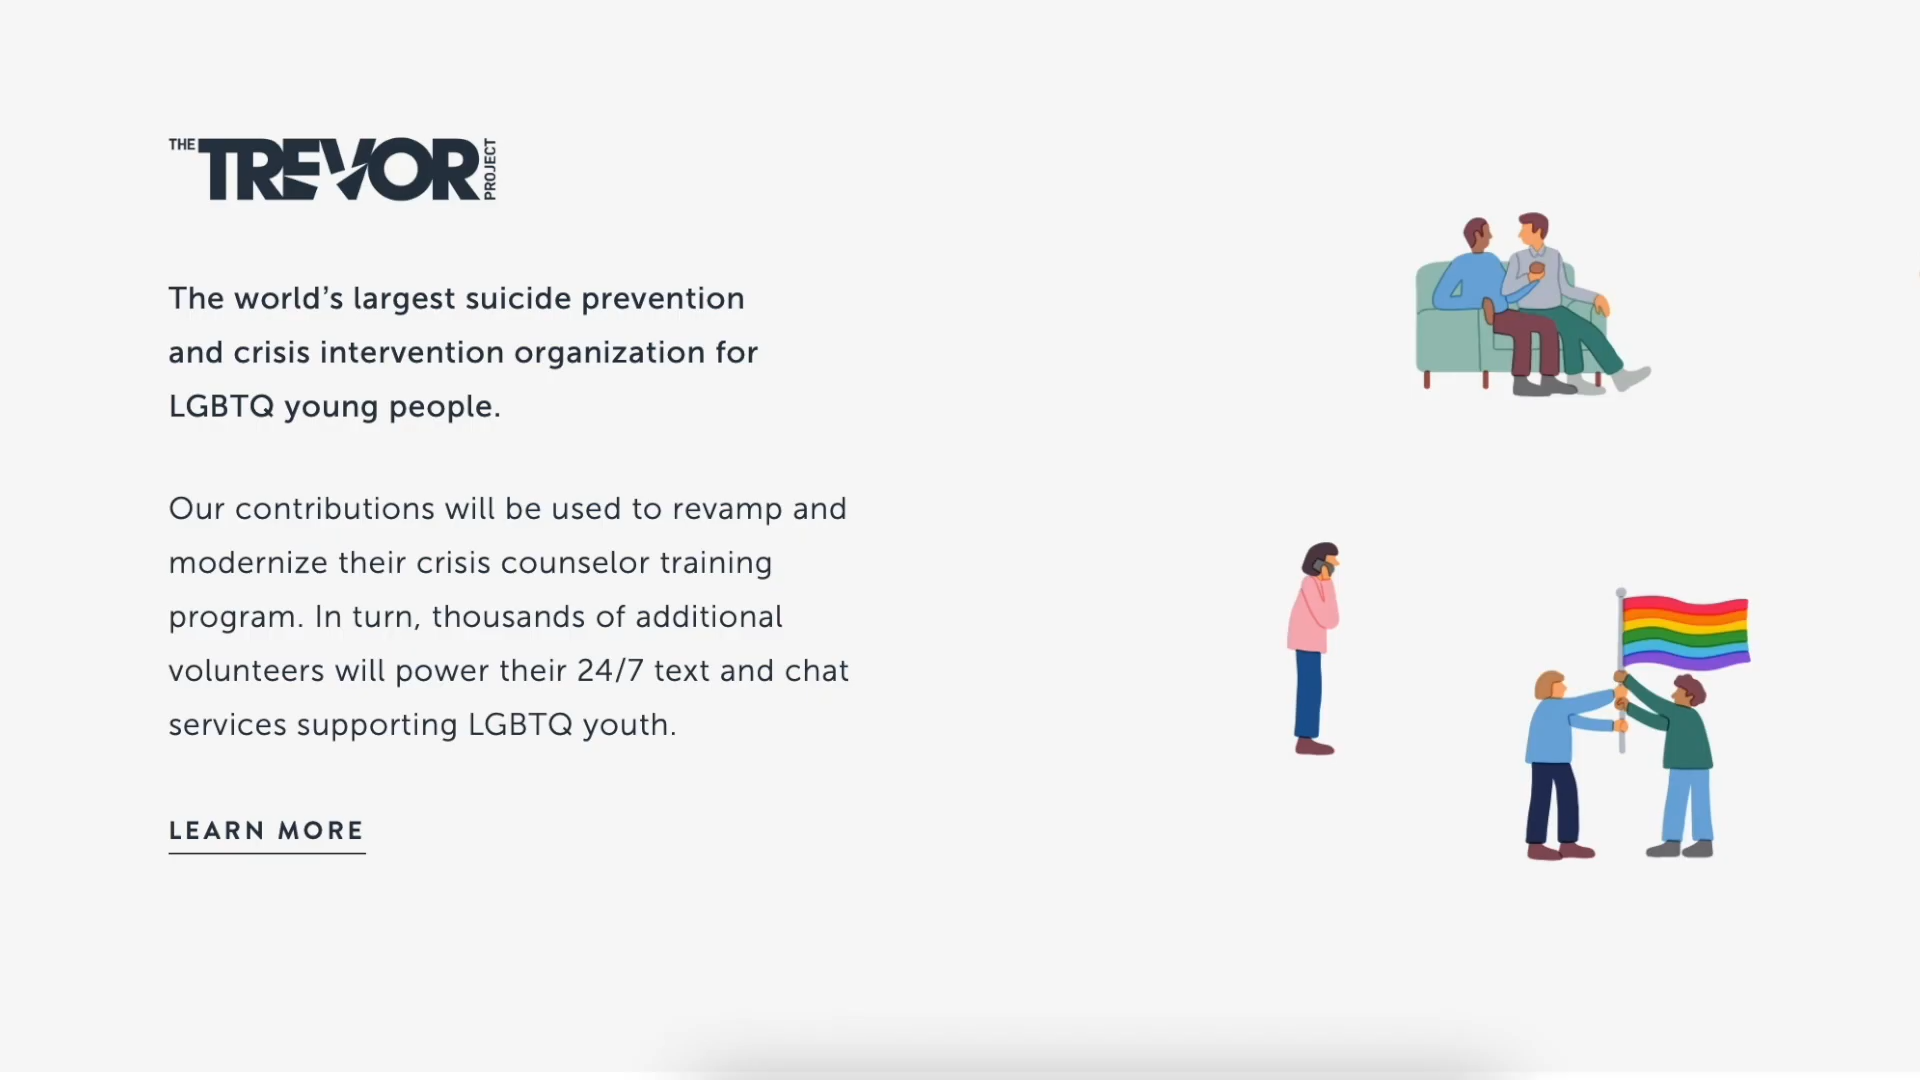 THE TREVOR PROJECT
The world’s largest suicide prevention
and crisis intervention organization for
LGBTQ young people.
Our contributions will be used to revamp and
modernize their crisis counselor training
program. In turn, thousands of additional
volunteers will power their 24/7 text and chat
services supporting LGBTQ youth.
LEARN MORE